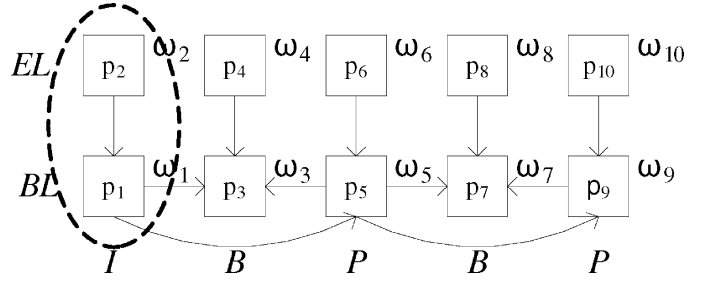 EL p₂ ω₂ p₄ ω₄ p₆ ω₆ p₈ ω₈ p₁₀ ω₁₀
BL p₁ ω₁ p₃ ω₃ p₅ ω₅ p₇ ω₇ p₉ ω₉
I B P B P